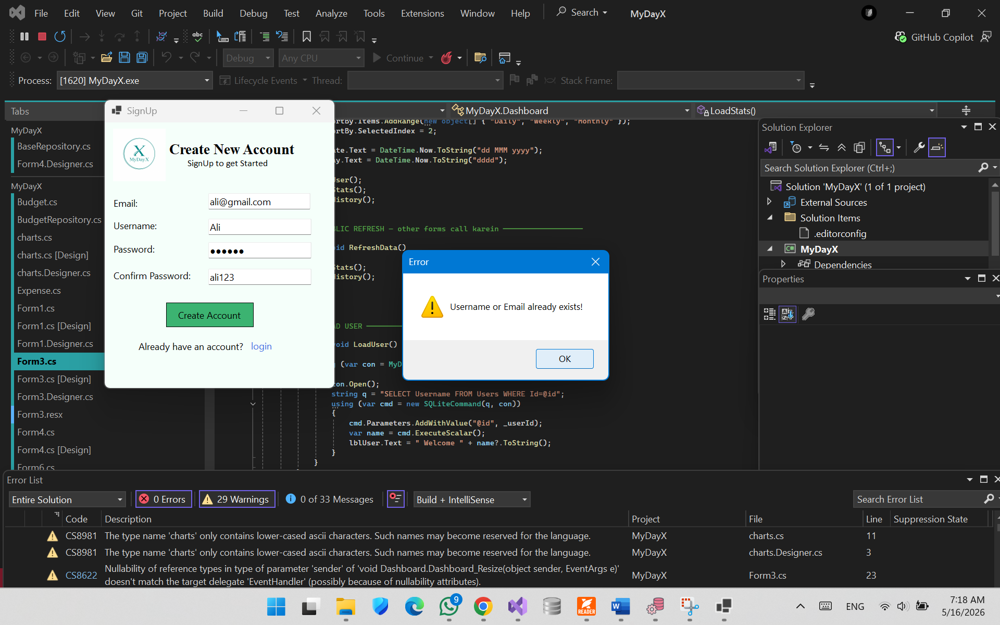 File Edit View Git Project Build Debug Test Analyze Tools Extensions Window Help Search MyDayX
GitHub Copilot
Debug Any CPU Continue
Process: [1620] MyDayX.exe Lifecycle Events Thread: Stack Frame:
Tabs
MyDayX
BaseRepository.cs
Form4.Designer.cs
MyDayX
Budget.cs
BudgetRepository.cs
charts.cs
charts.cs [Design]
charts.Designer.cs
Expense.cs
Form1.cs
Form1.cs [Design]
Form1.Designer.cs
Form3.cs
Form3.cs [Design]
Form3.Designer.cs
Form3.resx
Form4.cs
Form4.cs [Design]
Form6.cs
SignUp
X
MyDayX
Create New Account
SignUp to get Started
Email: ali@gmail.com
Username: Ali
Password: ●●●●●●
Confirm Password: ali123
Create Account
Already have an account? login
MyDayX.Dashboard LoadStats()
ortBy.Items.AddRange(new object[] { "Daily", "Weekly", "Monthly" });
ortBy.SelectedIndex = 2;
te.Text = DateTime.Now.ToString("dd MMM yyyy");
y.Text = DateTime.Now.ToString("dddd");
User();
Stats();
History();
BLIC REFRESH — other forms call karein
id RefreshData()
Stats();
History();
AD USER
void LoadUser()
(var con = MyD
con.Open();
string q = "SELECT Username FROM Users WHERE Id=@id";
using (var cmd = new SQLiteCommand(q, con))
{
cmd.Parameters.AddWithValue("@id", _userId);
var name = cmd.ExecuteScalar();
lblUser.Text = " Welcome " + name?.ToString();
}
}
Error
Username or Email already exists!
OK
Solution Explorer
Search Solution Explorer (Ctrl+;)
Solution 'MyDayX' (1 of 1 project)
External Sources
Solution Items
.editorconfig
C# MyDayX
Dependencies
Properties
Error List
Entire Solution 0 Errors 29 Warnings 0 of 33 Messages Build + IntelliSense Search Error List
Code Description Project File Line Suppression State
CS8981 The type name 'charts' only contains lower-cased ascii characters. Such names may become reserved for the language. MyDayX charts.cs 11
CS8981 The type name 'charts' only contains lower-cased ascii characters. Such names may become reserved for the language. MyDayX charts.Designer.cs 3
CS8622 Nullability of reference types in type of parameter 'sender' of 'void Dashboard.Dashboard_Resize(object sender, EventArgs e)' doesn't match the target delegate 'EventHandler' (possibly because of nullability attributes). MyDayX Form3.cs 23
9
READER
ENG
7:18 AM
5/16/2026